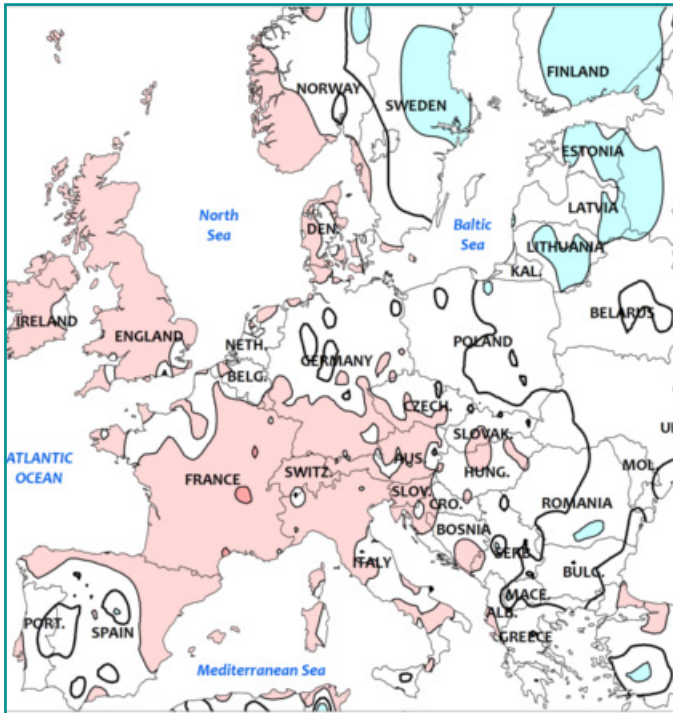 FINLAND
NORWAY
SWEDEN
ESTONIA
North
Sea
LATVIA
DEN.
Baltic
Sea
LITHUANIA
KAL.
IRELAND
BELARUS
ENGLAND
NETH.
POLAND
GERMANY
BELG.
CZECH.
SLOVAK.
ATLANTIC
OCEAN
AUS.
SWITZ.
HUNG.
MOL.
FRANCE
SLOV.
CRO.
ROMANIA
BOSNIA
SERB.
ITALY
BULG.
MACE.
ALB.
PORT.
SPAIN
GREECE
Mediterranean Sea